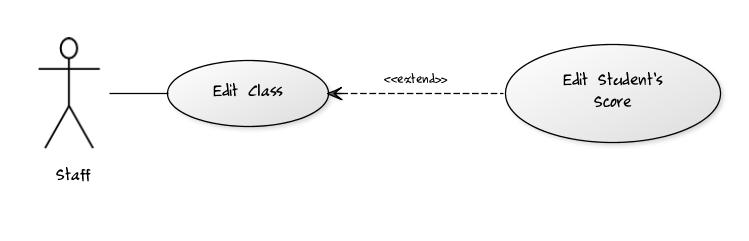 <<extend>>
Edit Class
Edit Student's
Score
Staff